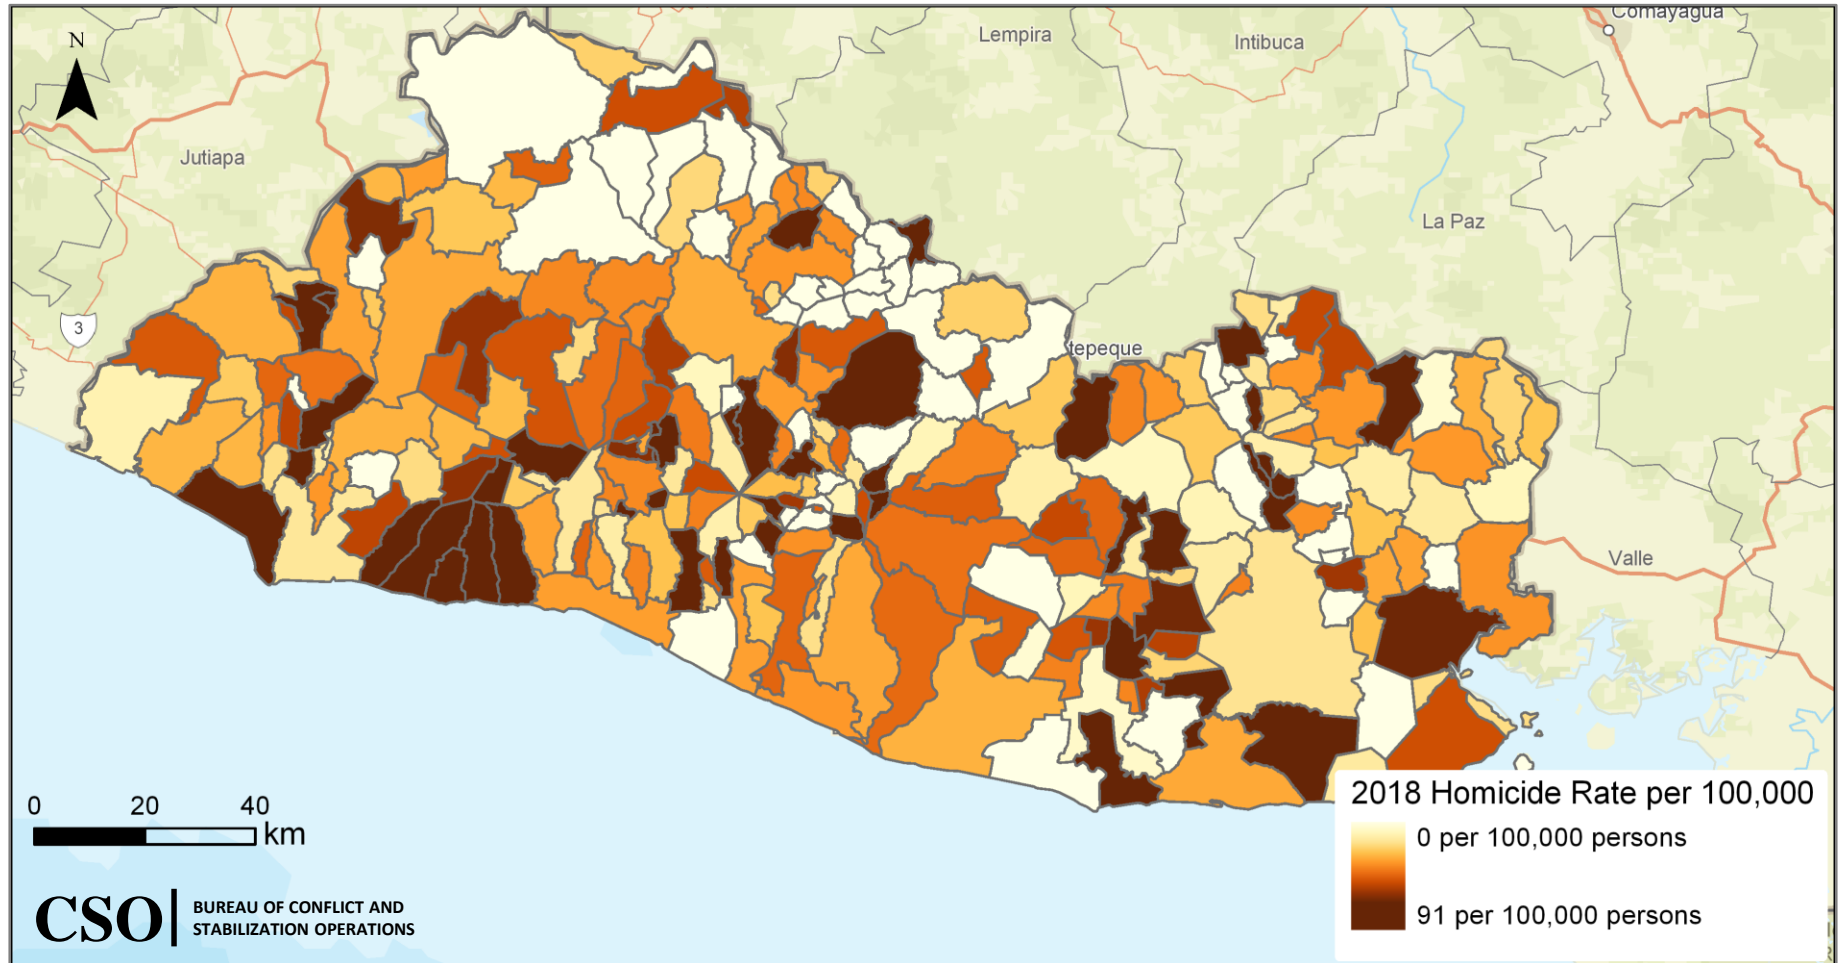 Comayagua
Lempira
Intibuca
N
Jutiapa
La Paz
3
tepeque
Valle
2018 Homicide Rate per 100,000
0 per 100,000 persons
91 per 100,000 persons
0 20 40
km
CSO
BUREAU OF CONFLICT AND
STABILIZATION OPERATIONS